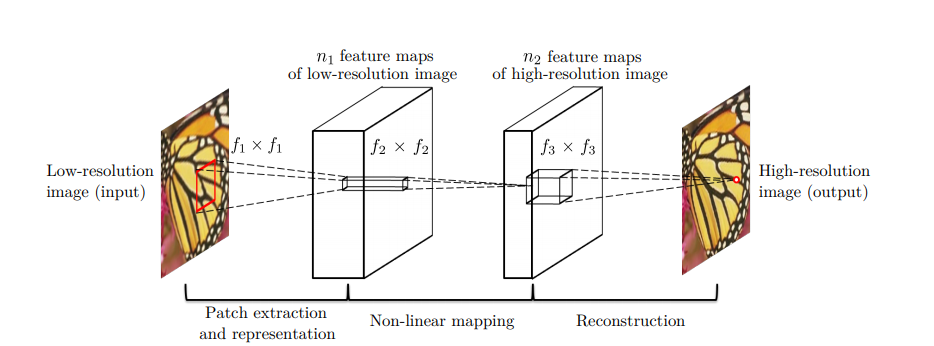 n₁ feature maps
of low-resolution image
n₂ feature maps
of high-resolution image
f₁ × f₁
f₂ × f₂
f₃ × f₃
Low-resolution
image (input)
High-resolution
image (output)
Patch extraction
and representation
Non-linear mapping
Reconstruction